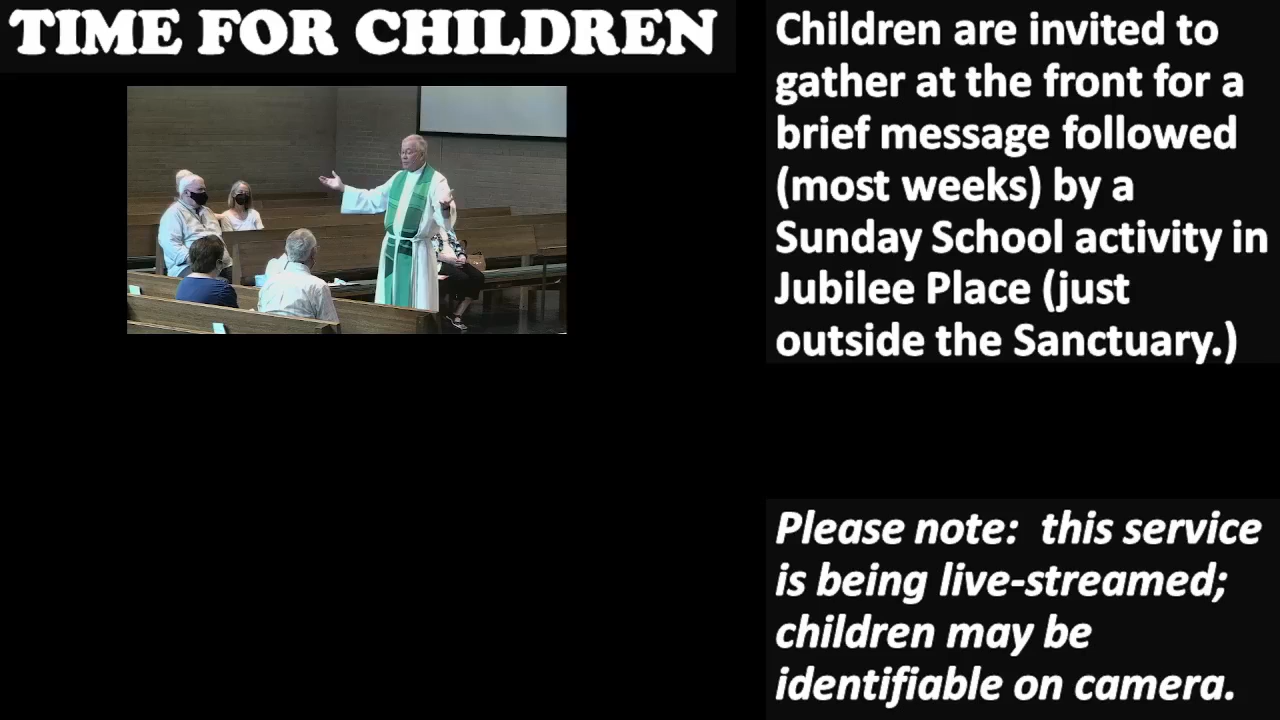 TIME FOR CHILDREN
Children are invited to
gather at the front for a
brief message followed
(most weeks) by a
Sunday School activity in
Jubilee Place (just
outside the Sanctuary.)
Please note:  this service
is being live-streamed;
children may be
identifiable on camera.